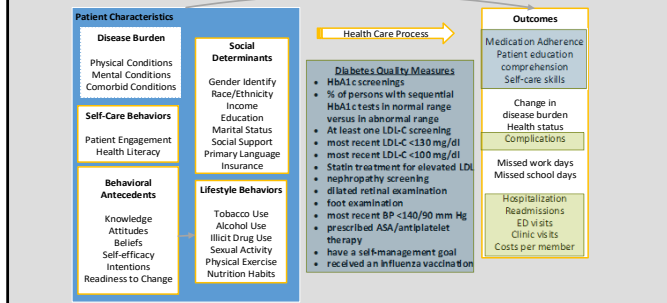 Patient Characteristics
Disease Burden
Physical Conditions
Mental Conditions
Comorbid Conditions
Self-Care Behaviors
Patient Engagement
Health Literacy
Behavioral
Antecedents
Knowledge
Attitudes
Beliefs
Self-efficacy
Intentions
Readiness to Change
Social
Determinants
Gender Identify
Race/Ethnicity
Income
Education
Marital Status
Social Support
Primary Language
Insurance
Lifestyle Behaviors
Tobacco Use
Alcohol Use
Illicit Drug Use
Sexual Activity
Physical Exercise
Nutrition Habits
Health Care Process
Diabetes Quality Measures
• HbA1c screenings
• % of persons with sequential
HbA1c tests in normal range
versus in abnormal range
• At least one LDL-C screening
• most recent LDL-C <130 mg/dl
• most recent LDL-C <100 mg/dl
• Statin treatment for elevated LDL
• nephropathy screening
• dilated retinal examination
• foot examination
• most recent BP <140/90 mm Hg
• prescribed ASA/antiplatelet
therapy
• have a self-management goal
• received an influenza vaccination
Outcomes
Medication Adherence
Patient education
comprehension
Self-care skills
Change in
disease burden
Health status
Complications
Missed work days
Missed school days
Hospitalization
Readmissions
ED visits
Clinic visits
Costs per member